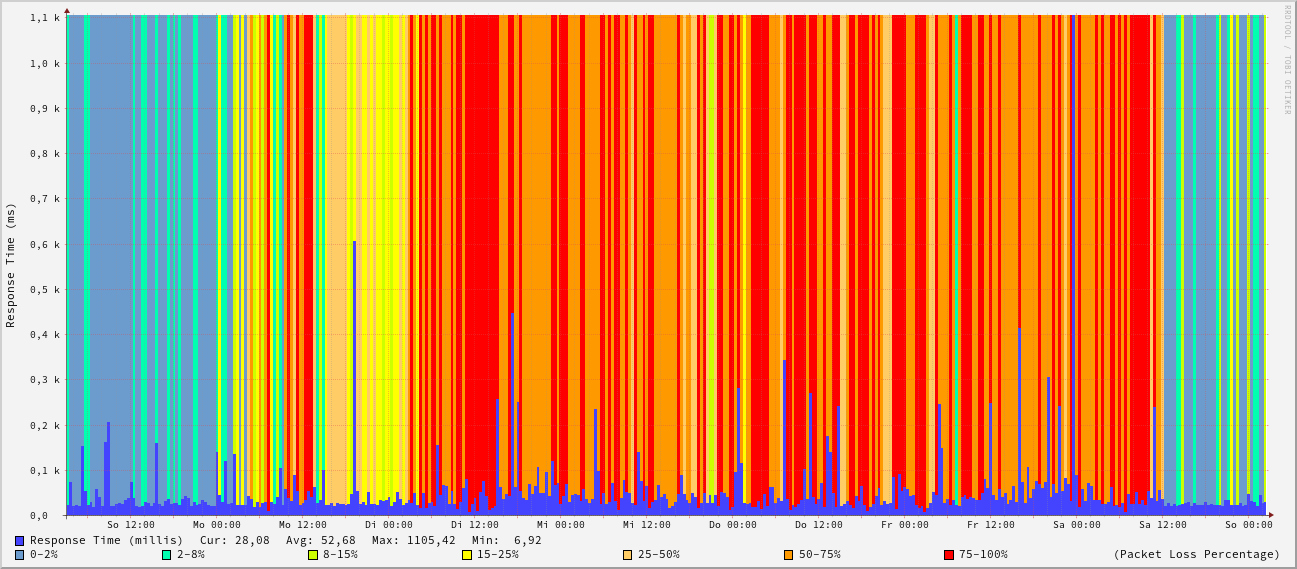 RRDTOOL / TOBI OETIKER
Response Time (ms)
1,1 k
1,0 k
0,9 k
0,8 k
0,7 k
0,6 k
0,5 k
0,4 k
0,3 k
0,2 k
0,1 k
0,0
So 12:00 Mo 00:00 Mo 12:00 Di 00:00 Di 12:00 Mi 00:00 Mi 12:00 Do 00:00 Do 12:00 Fr 00:00 Fr 12:00 Sa 00:00 Sa 12:00 So 00:00
Response Time (millis) Cur: 28,08 Avg: 52,68 Max: 1105,42 Min: 6,92
0-2% 2-8% 8-15% 15-25% 25-50% 50-75% 75-100% (Packet Loss Percentage)